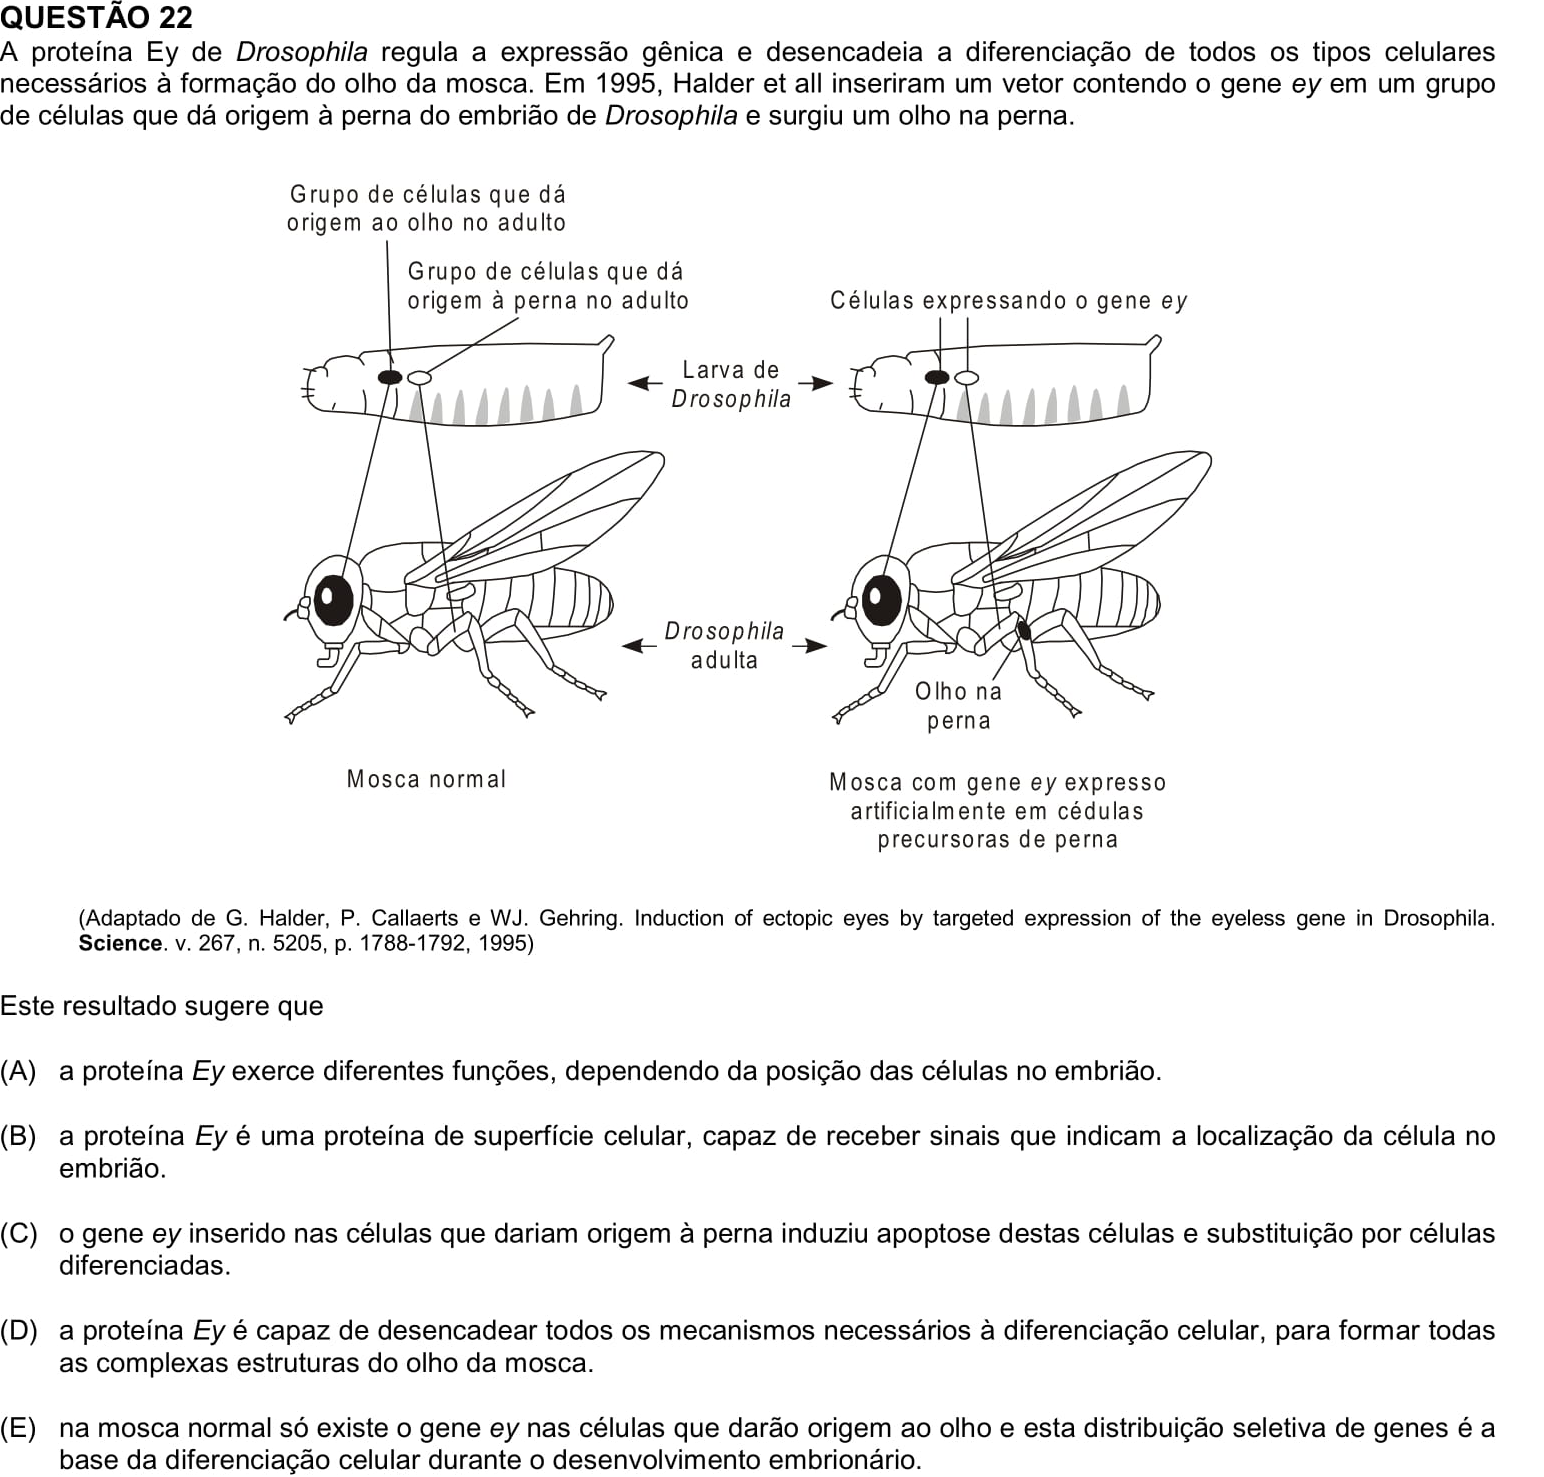 QUESTÃO 22
A proteína Ey de Drosophila regula a expressão gênica e desencadeia a diferenciação de todos os tipos celulares
necessários à formação do olho da mosca. Em 1995, Halder et all inseriram um vetor contendo o gene ey em um grupo
de células que dá origem à perna do embrião de Drosophila e surgiu um olho na perna.
Grupo de células que dá
origem ao olho no adulto
Grupo de células que dá
origem à perna no adulto
Células expressando o gene ey
Larva de
Drosophila
Drosophila
adulta
Olho na
perna
Mosca normal
Mosca com gene ey expresso
artificialmente em cédulas
precursoras de perna
(Adaptado de G. Halder, P. Callaerts e WJ. Gehring. Induction of ectopic eyes by targeted expression of the eyeless gene in Drosophila.
Science. v. 267, n. 5205, p. 1788-1792, 1995)
Este resultado sugere que
(A) a proteína Ey exerce diferentes funções, dependendo da posição das células no embrião.
(B) a proteína Ey é uma proteína de superfície celular, capaz de receber sinais que indicam a localização da célula no
embrião.
(C) o gene ey inserido nas células que dariam origem à perna induziu apoptose destas células e substituição por células
diferenciadas.
(D) a proteína Ey é capaz de desencadear todos os mecanismos necessários à diferenciação celular, para formar todas
as complexas estruturas do olho da mosca.
(E) na mosca normal só existe o gene ey nas células que darão origem ao olho e esta distribuição seletiva de genes é a
base da diferenciação celular durante o desenvolvimento embrionário.